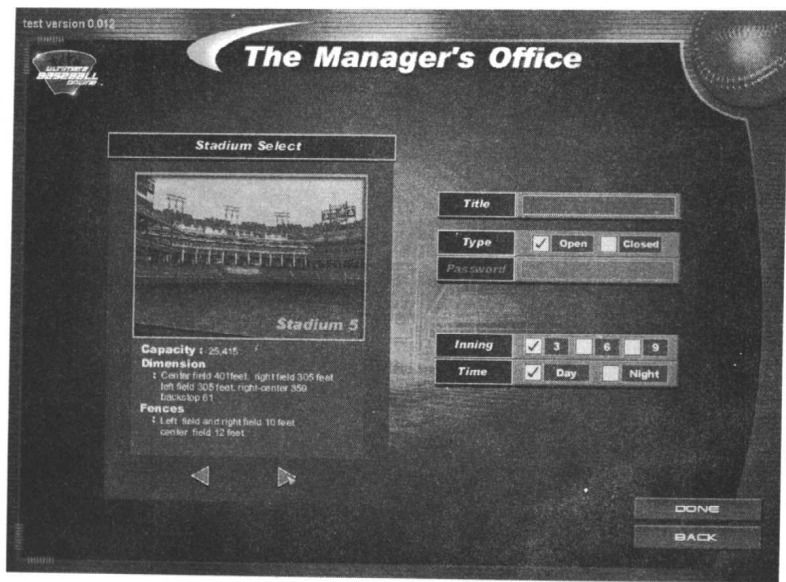 test version 0.012
ULTIMATE
BASEBALL
ONLINE
The Manager's Office
Stadium Select
Stadium 5
Capacity : 25,415
Dimension
: Center field 401feet, right field 305 feet
left field 305 feet, right-center 359
backstop 61
Fences
: Left field and right field 10 feet
center field 12 feet
Title
Type Open Closed
Password
Inning 3 6 9
Time Day Night
DONE
BACK